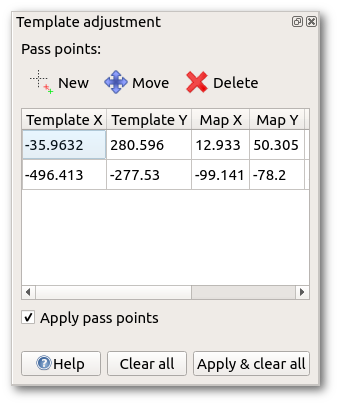 Template adjustment
Pass points:
New Move Delete
Template X Template Y Map X Map Y
-35.9632 280.596 12.933 50.305
-496.413 -277.53 -99.141 -78.2
Apply pass points
Help Clear all Apply & clear all